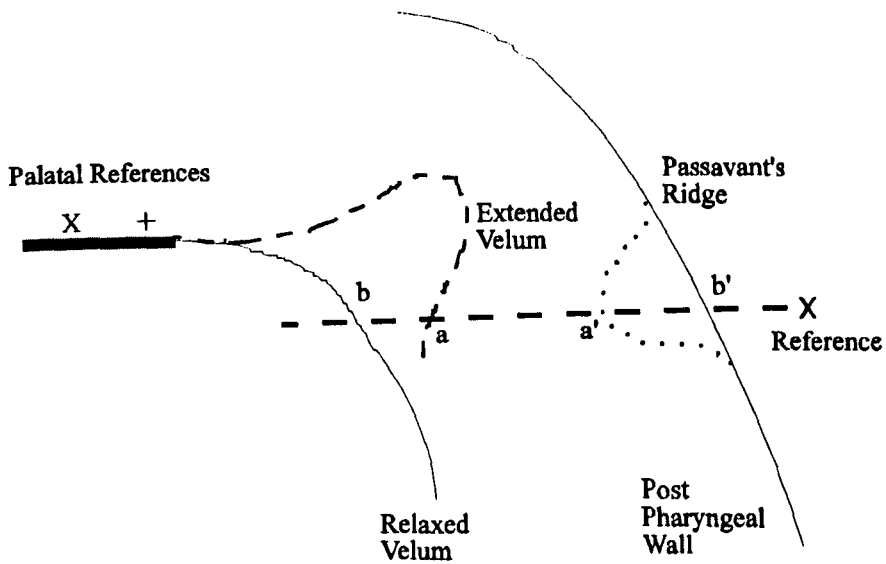 Palatal References
X +
Passavant's
Ridge
Extended
Velum
b
b'
a
a'
X
Reference
Post
Pharyngeal
Wall
Relaxed
Velum